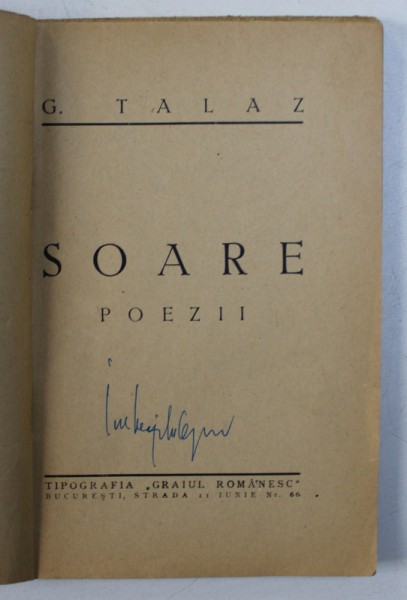 G. TALAZ
SOARE
POEZII
TIPOGRAFIA „GRAIUL ROMÂNESC"
BUCUREȘTI, STRADA 11 IUNIE Nr. 66